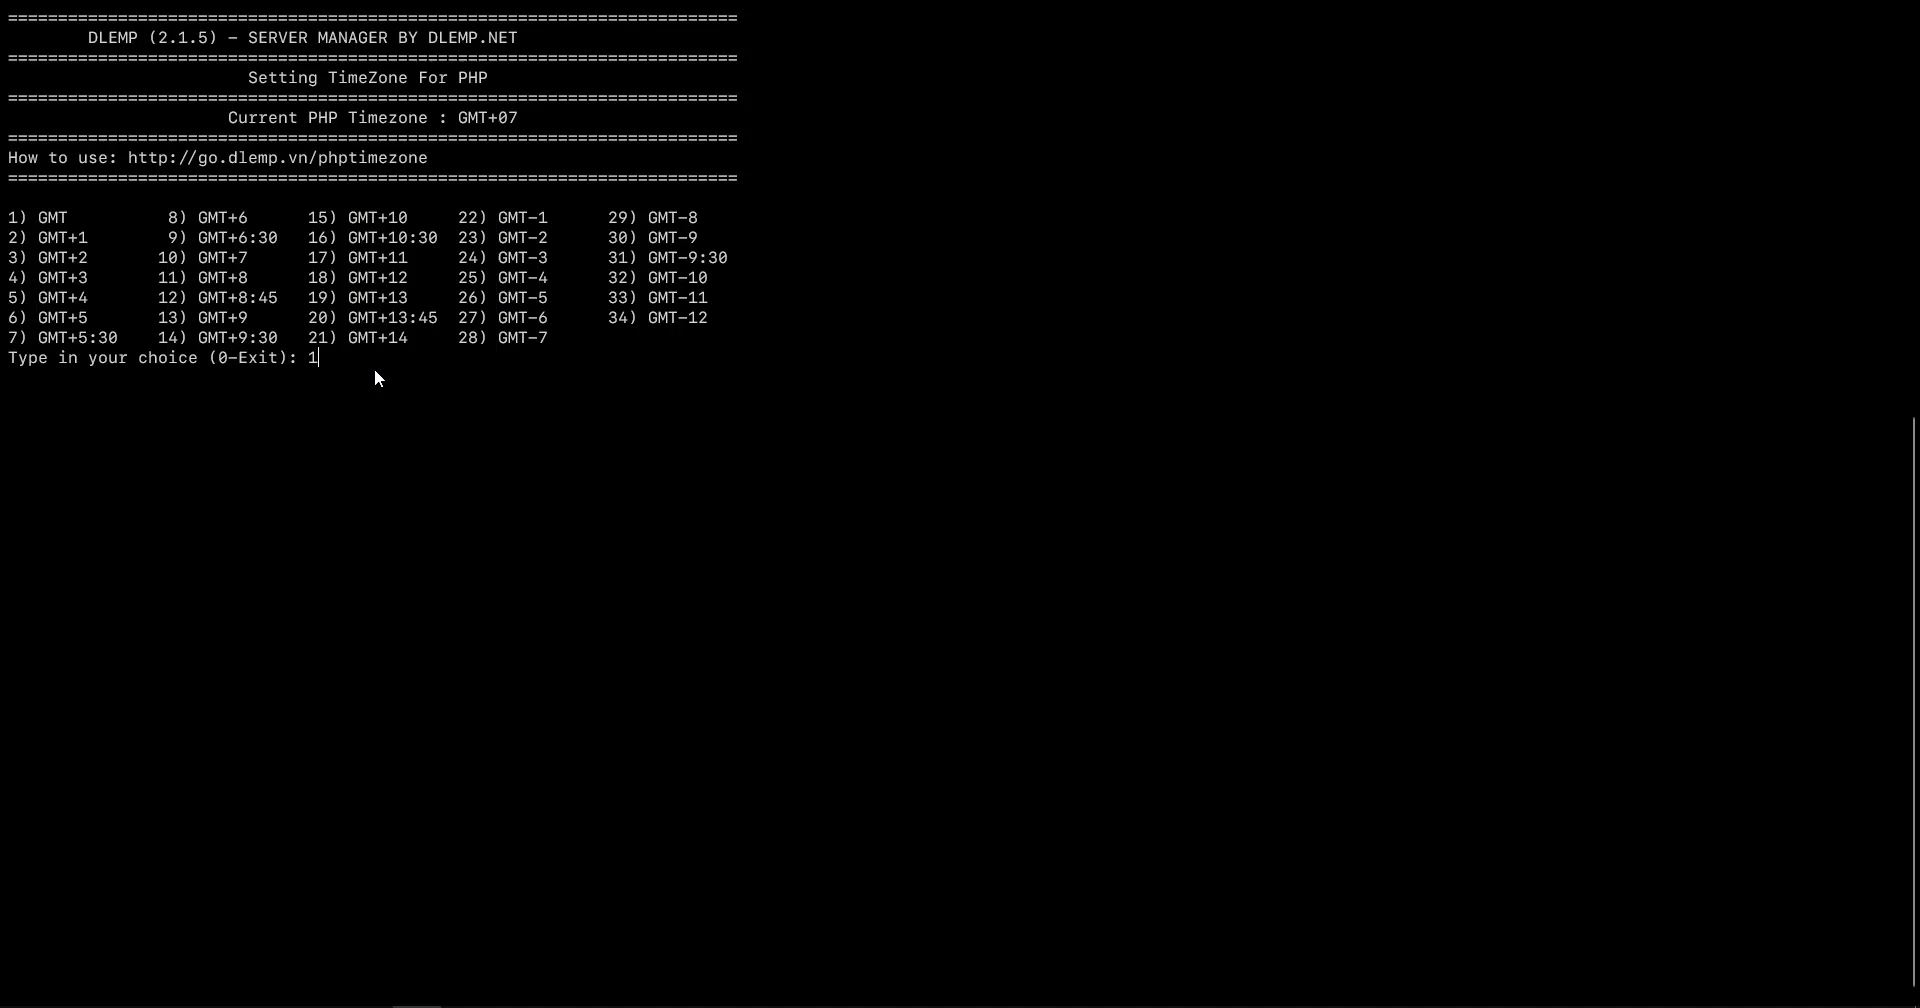 =========================================================================
DLEMP (2.1.5) – SERVER MANAGER BY DLEMP.NET
=========================================================================
Setting TimeZone For PHP
=========================================================================
Current PHP Timezone : GMT+07
=========================================================================
How to use: http://go.dlemp.vn/phptimezone
=========================================================================
1) GMT          8) GMT+6      15) GMT+10     22) GMT–1      29) GMT–8
2) GMT+1        9) GMT+6:30   16) GMT+10:30  23) GMT–2      30) GMT–9
3) GMT+2       10) GMT+7      17) GMT+11     24) GMT–3      31) GMT–9:30
4) GMT+3       11) GMT+8      18) GMT+12     25) GMT–4      32) GMT–10
5) GMT+4       12) GMT+8:45   19) GMT+13     26) GMT–5      33) GMT–11
6) GMT+5       13) GMT+9      20) GMT+13:45  27) GMT–6      34) GMT–12
7) GMT+5:30    14) GMT+9:30   21) GMT+14     28) GMT–7
Type in your choice (0–Exit): 1